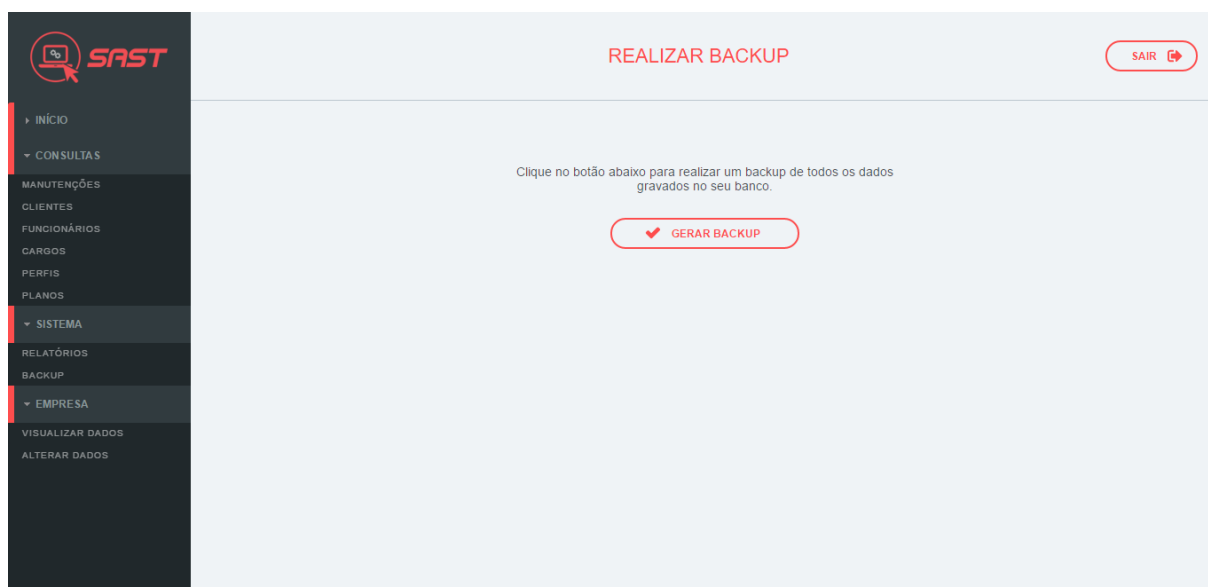 SAST
REALIZAR BACKUP
SAIR
INÍCIO
CONSULTAS
MANUTENÇÕES
CLIENTES
FUNCIONÁRIOS
CARGOS
PERFIS
PLANOS
SISTEMA
RELATÓRIOS
BACKUP
EMPRESA
VISUALIZAR DADOS
ALTERAR DADOS
Clique no botão abaixo para realizar um backup de todos os dados
gravados no seu banco.
GERAR BACKUP